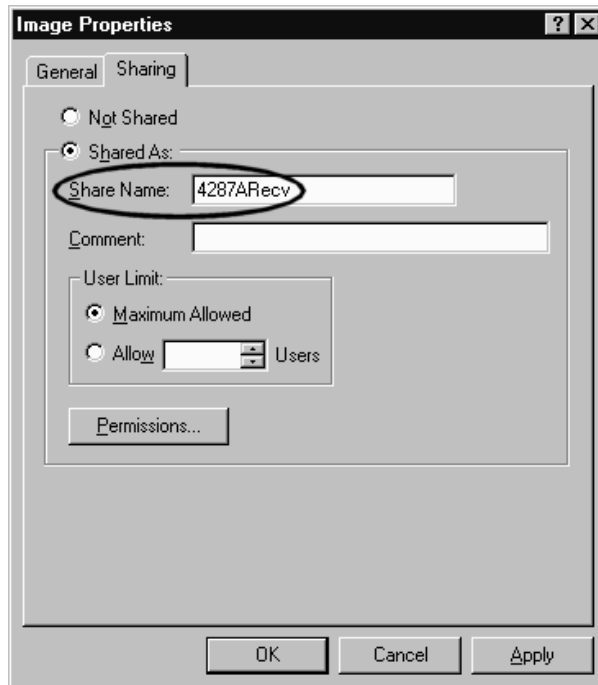 Image Properties
General Sharing
Not Shared
Shared As:
Share Name: 4287ARecv
Comment:
User Limit:
Maximum Allowed
Allow Users
Permissions...
OK Cancel Apply